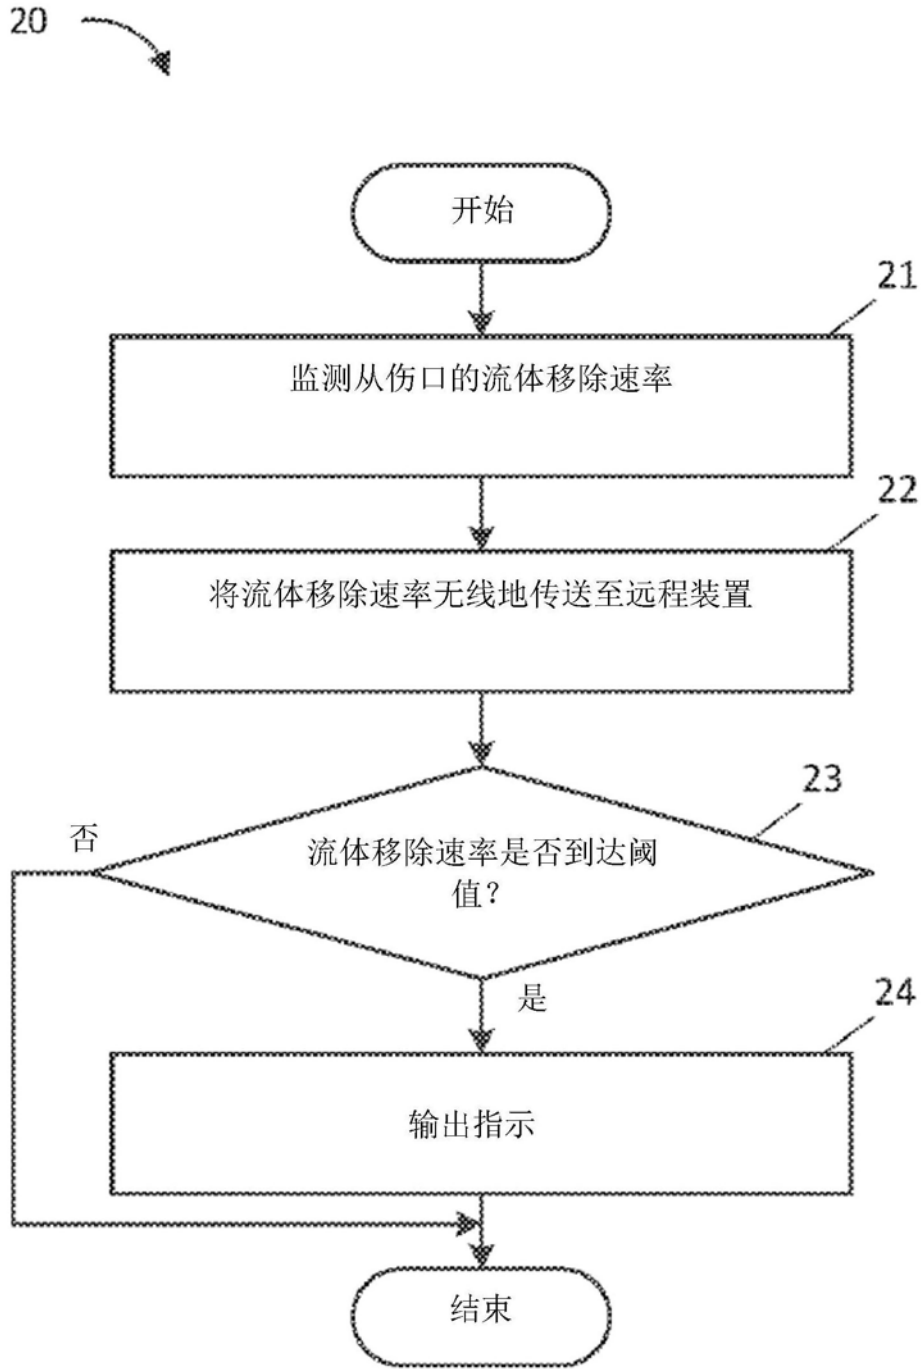 20
开始
21
监测从伤口的流体移除速率
22
将流体移除速率无线地传送至远程装置
23
否
流体移除速率是否到达阈
值？
是
24
输出指示
结束